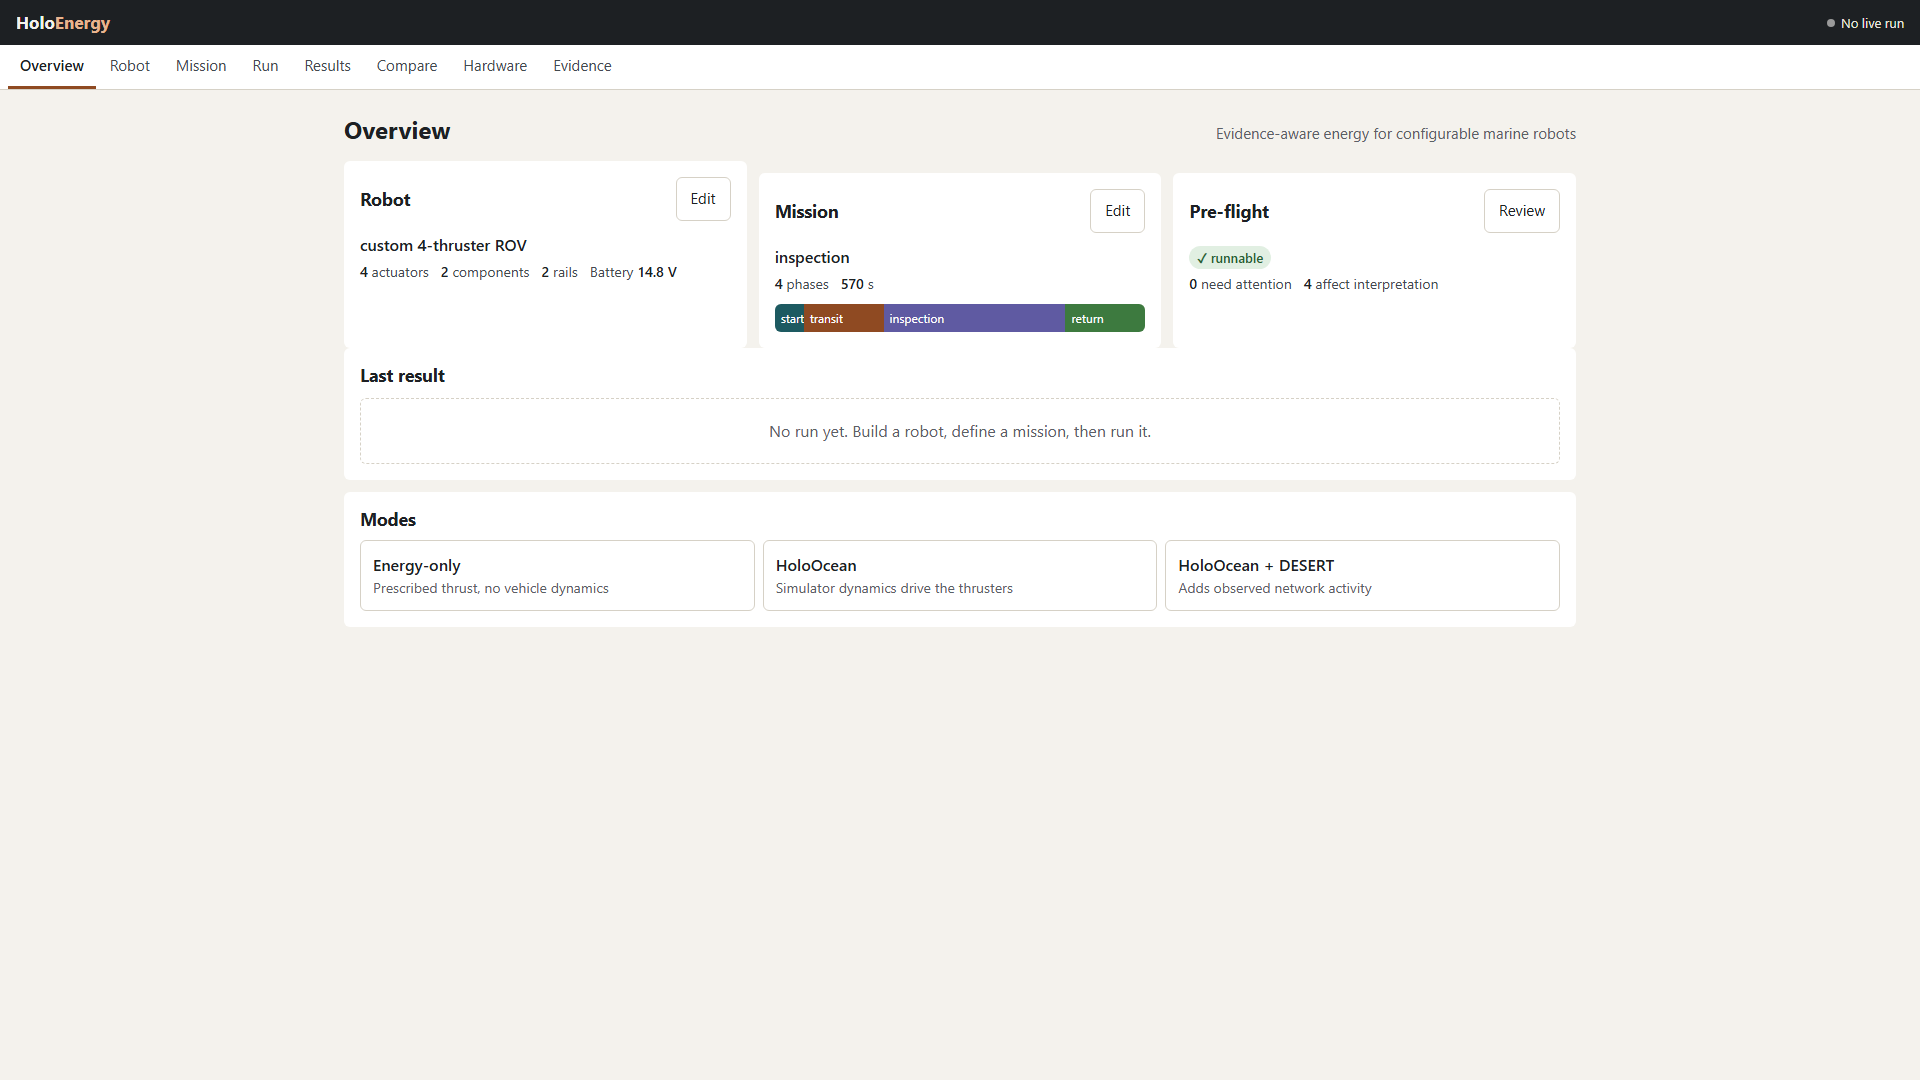 HoloEnergy
No live run
Overview Robot Mission Run Results Compare Hardware Evidence
Overview
Evidence-aware energy for configurable marine robots
Robot
Edit
custom 4-thruster ROV
4 actuators 2 components 2 rails Battery 14.8 V
Mission
Edit
inspection
4 phases 570 s
start transit inspection return
Pre-flight
Review
✓ runnable
0 need attention 4 affect interpretation
Last result
No run yet. Build a robot, define a mission, then run it.
Modes
Energy-only
Prescribed thrust, no vehicle dynamics
HoloOcean
Simulator dynamics drive the thrusters
HoloOcean + DESERT
Adds observed network activity